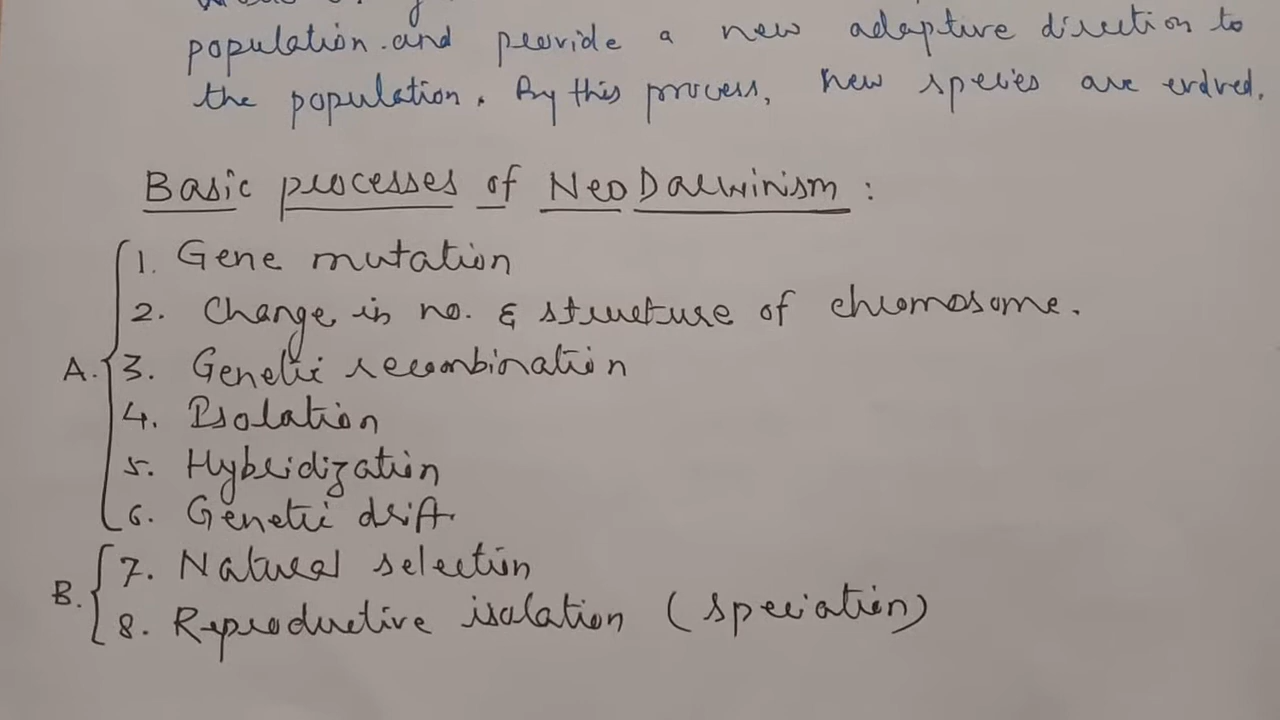 population and provide a new adaptive direction to
the population. By this process, new species are evolved.
Basic processes of NeoDarwinism :
A.
1. Gene mutation
2. Change in no. & structure of chromosome.
3. Genetic recombination
4. Isolation
5. Hybridization
6. Genetic drift.
B.
7. Natural selection
8. Reproductive isolation (speciation)